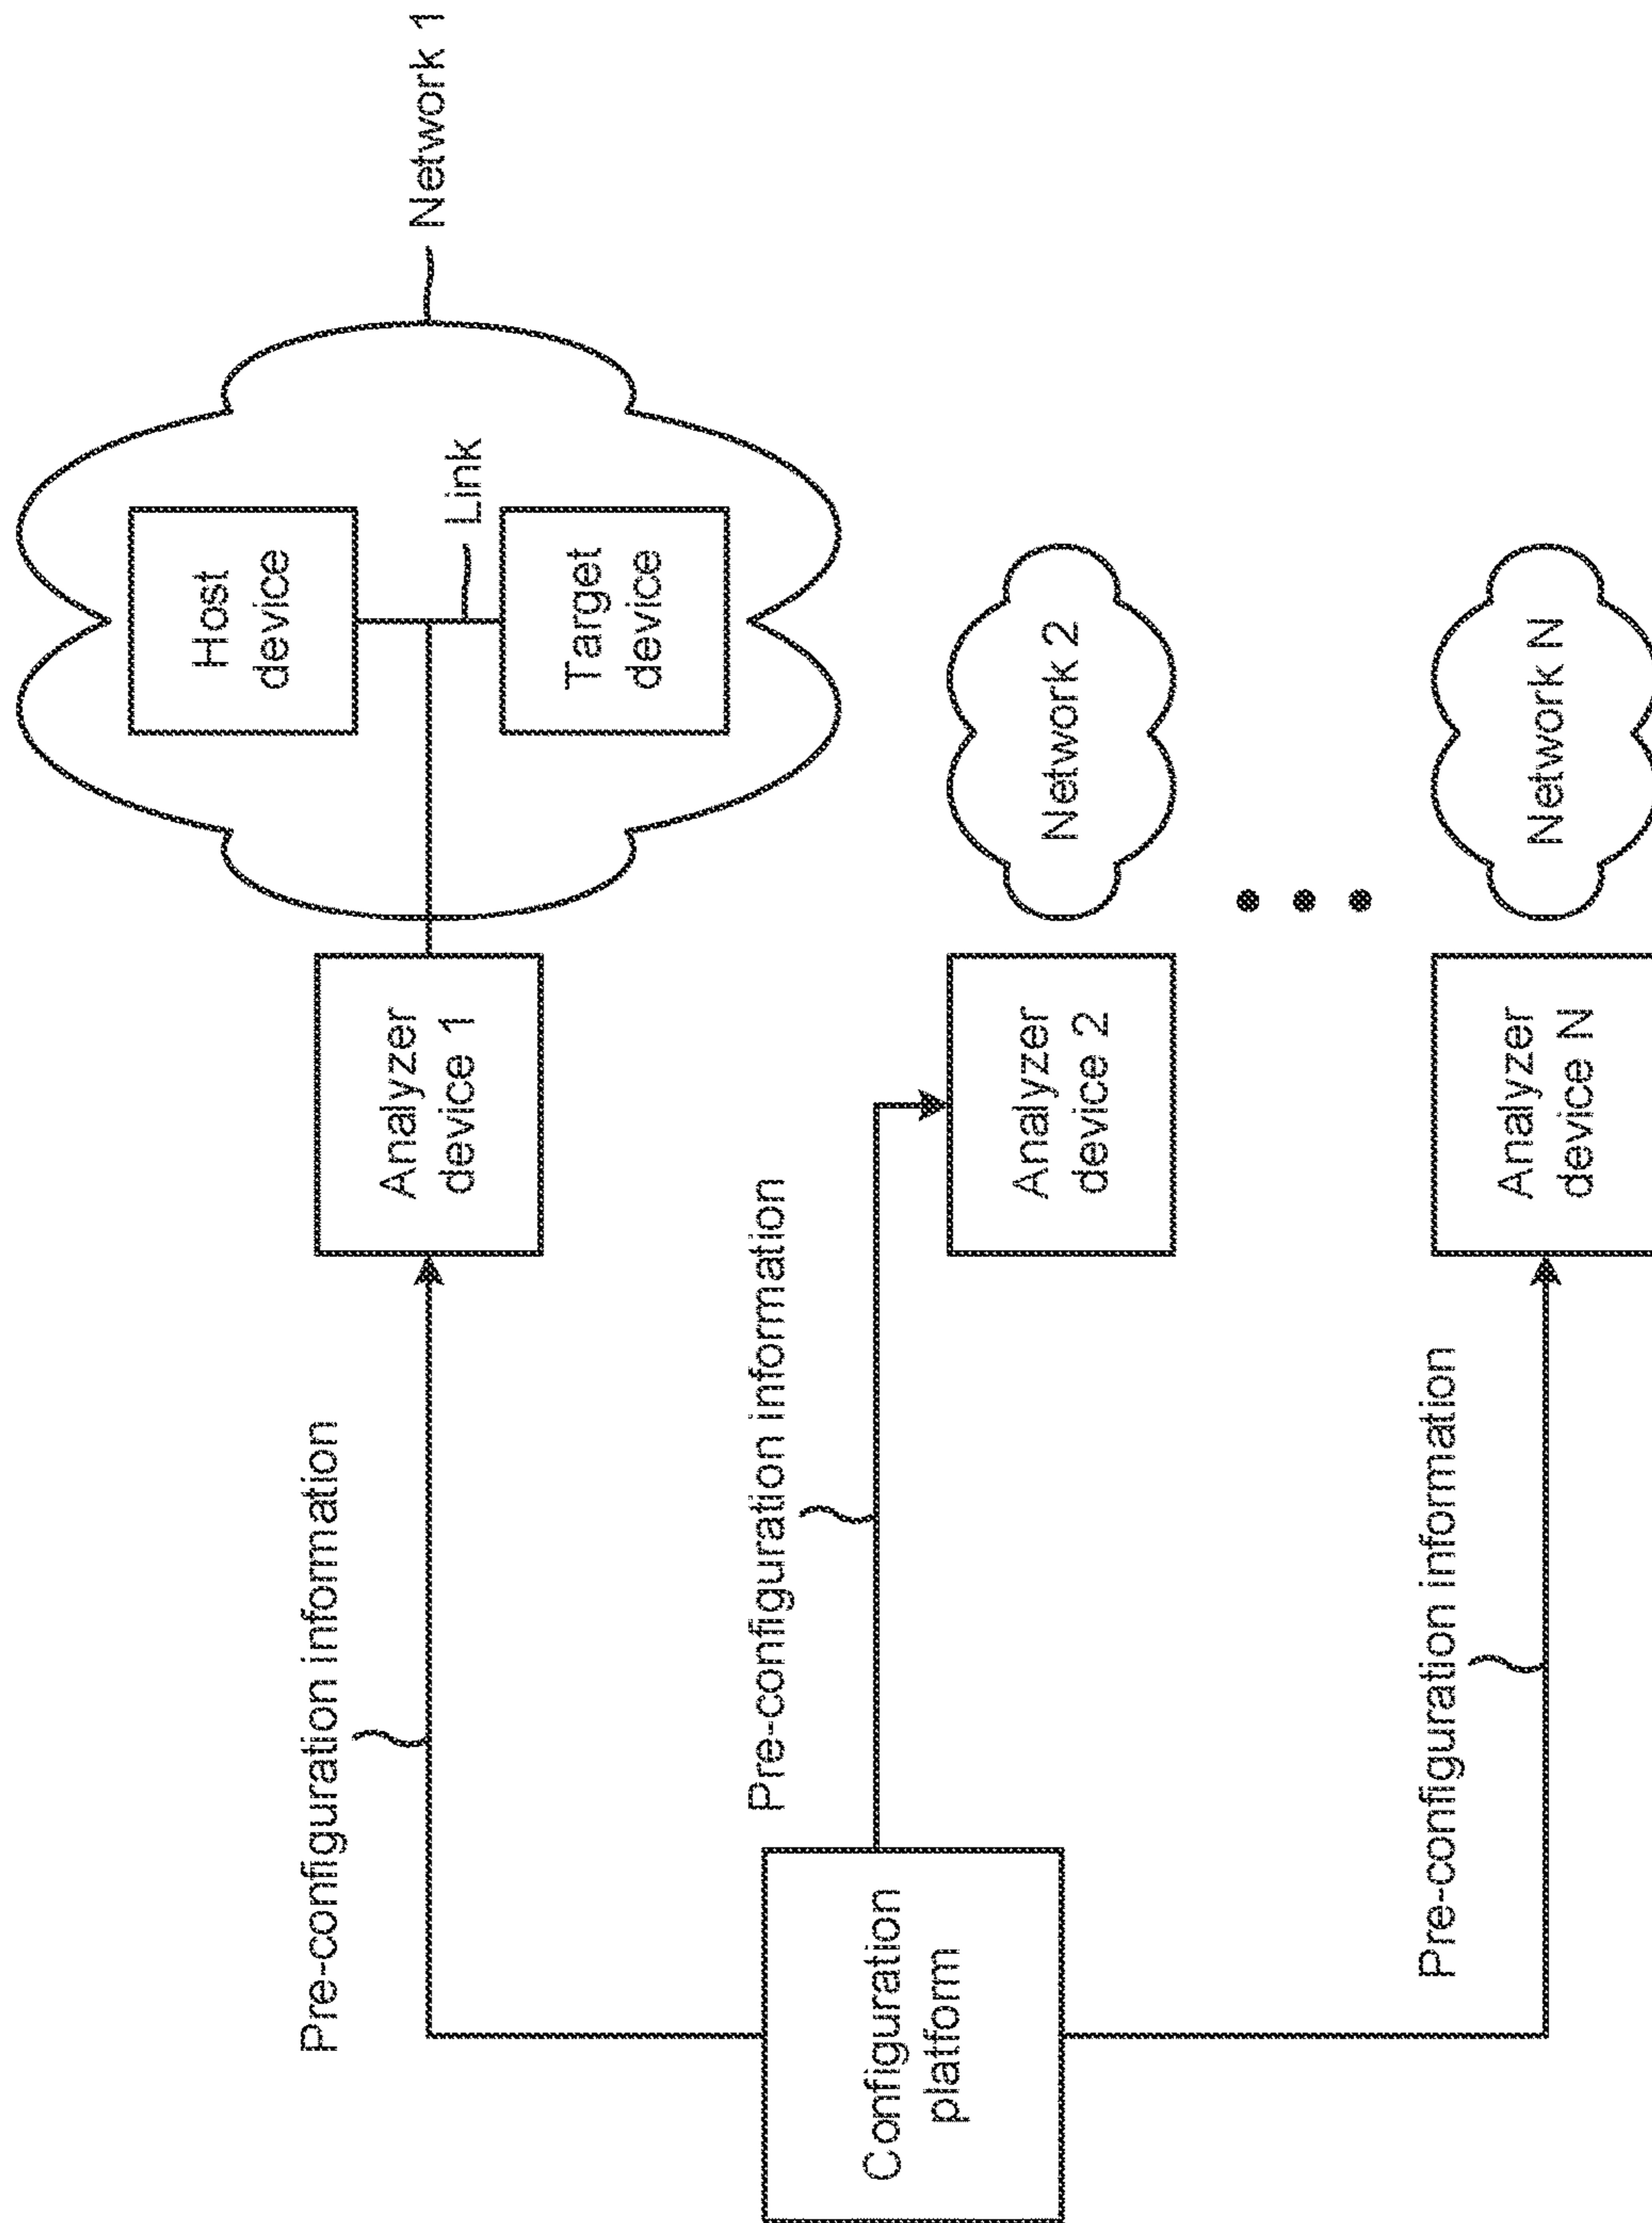 Network 1
Host
device
Link
Target
device
Analyzer
device 1
Pre-configuration information
Network 2
Analyzer
device 2
Pre-configuration information
Configuration
platform
Network N
Analyzer
device N
Pre-configuration information